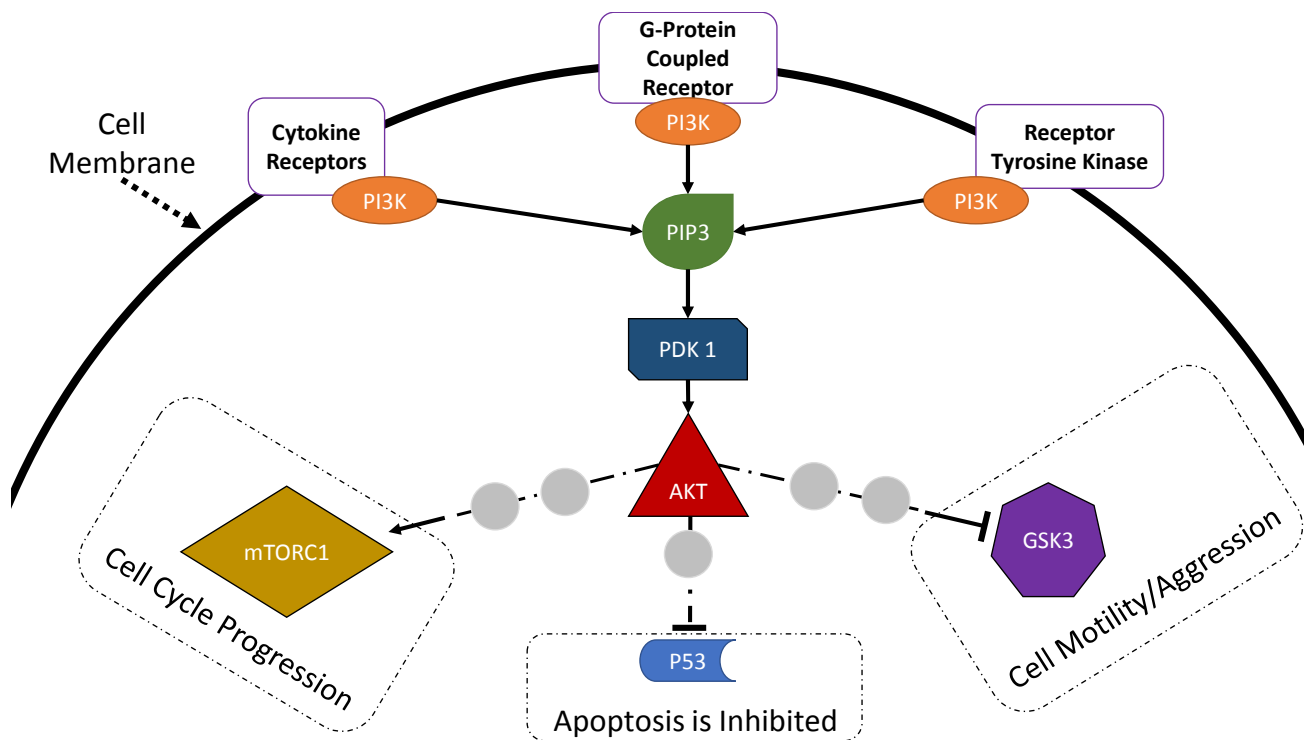 G-Protein
Coupled
Receptor
PI3K
Cell
Membrane
Cytokine
Receptors
PI3K
Receptor
Tyrosine Kinase
PI3K
PIP3
PDK 1
AKT
mTORC1
Cell Cycle Progression
P53
Apoptosis is Inhibited
GSK3
Cell Motility/Aggression